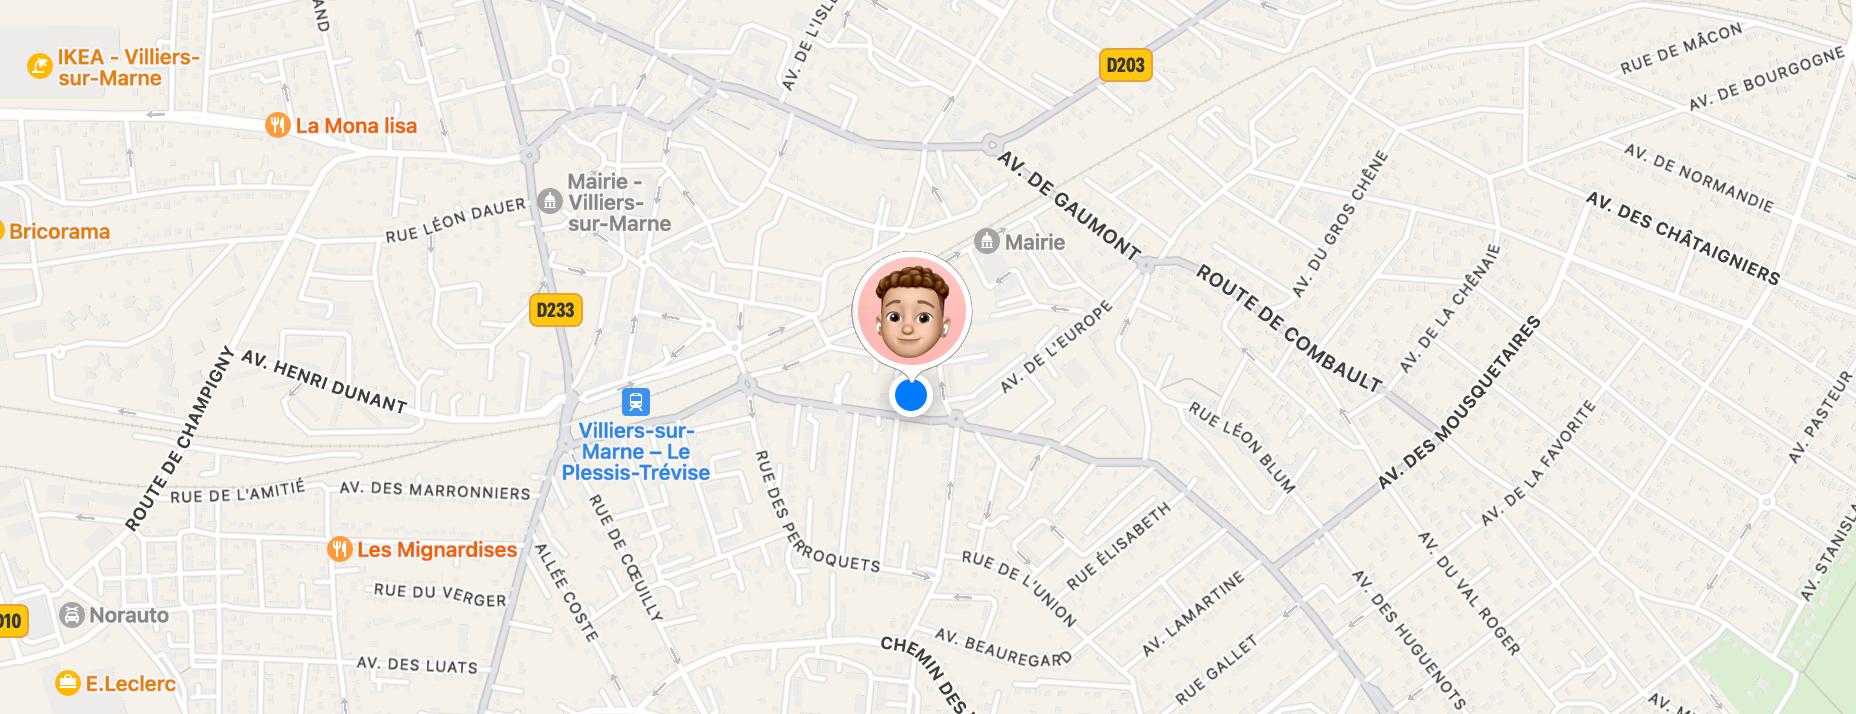 AND
IKEA - Villiers-
sur-Marne
La Mona lisa
AV. DE L'ISLE
D203
RUE DE MÂCON
AV. DE BOURGOGNE
AV. DE NORMANDIE
AV. DES CHÂTAIGNIERS
Mairie -
Villiers-
sur-Marne
RUE LÉON DAUER
Bricorama
AV. DE GAUMONT
Mairie
AV. DU GROS CHÊNE
ROUTE DE COMBAULT
AV. DE LA CHÊNAIE
D233
AV. DE L'EUROPE
AV. DES MOUSQUETAIRES
AV. HENRI DUNANT
ROUTE DE CHAMPIGNY
Villiers-sur-
Marne – Le
Plessis-Trévise
RUE LÉON BLUM
AV. DE LA FAVORITE
AV. PASTEUR
RUE DE L'AMITIÉ
AV. DES MARRONNIERS
RUE DES PERROQUETS
RUE DE CŒUILLY
Les Mignardises
ALLÉE COSTE
RUE DE L'UNION
RUE ÉLISABETH
AV. DU VAL ROGER
AV. STANISLA
RUE DU VERGER
Norauto
D10
AV. LAMARTINE
AV. DES HUGUENOTS
AV. BEAUREGARD
CHEMIN DES
RUE GALLET
AV. DES LUATS
E.Leclerc
AV. M